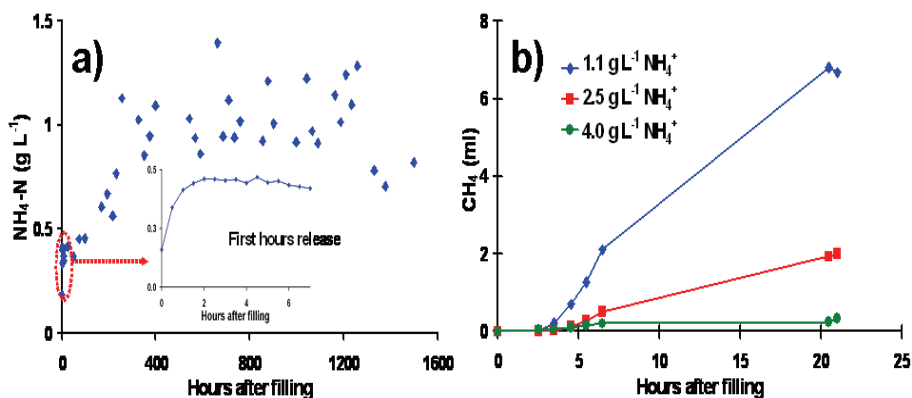 a)
NH₄-N (g L⁻¹)
1.5
1
0.5
0
0 400 800 1200 1600
Hours after filling
0.5
0.3
0.2
0.0
0 2 4 6
First hours release
Hours after filling
b)
CH₄ (ml)
8
6
4
2
0
0 5 10 15 20 25
Hours after filling
1.1 g L⁻¹ NH₄⁺
2.5 g L⁻¹ NH₄⁺
4.0 g L⁻¹ NH₄⁺